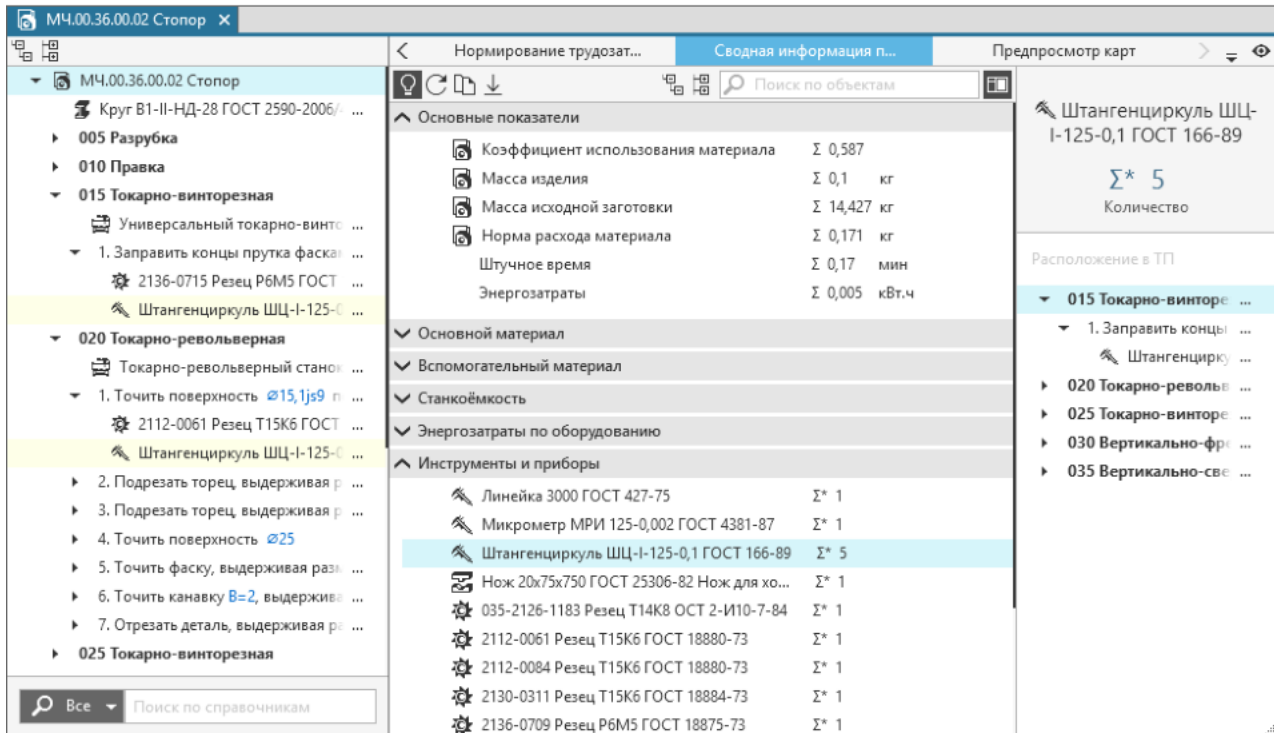 МЧ.00.36.00.02 Стопор
МЧ.00.36.00.02 Стопор
Круг В1-II-НД-28 ГОСТ 2590-2006/ ...
005 Разрубка
010 Правка
015 Токарно-винторезная
Универсальный токарно-винто ...
1. Заправить концы прутка фаска ...
2136-0715 Резец Р6М5 ГОСТ ...
Штангенциркуль ШЦ-I-125-0 ...
020 Токарно-револьверная
Токарно-револьверный станок ...
1. Точить поверхность ⌀15,1js9 п ...
2112-0061 Резец Т15К6 ГОСТ ...
Штангенциркуль ШЦ-I-125-0 ...
2. Подрезать торец, выдерживая р ...
3. Подрезать торец, выдерживая р ...
4. Точить поверхность ⌀25
5. Точить фаску, выдерживая разм ...
6. Точить канавку B=2, выдержива ...
7. Отрезать деталь, выдерживая ра ...
025 Токарно-винторезная
Все
Поиск по справочникам
Нормирование трудозат...
Сводная информация п...
Предпросмотр карт
Поиск по объектам
Основные показатели
Коэффициент использования материала Σ 0,587
Масса изделия Σ 0,1 кг
Масса исходной заготовки Σ 14,427 кг
Норма расхода материала Σ 0,171 кг
Штучное время Σ 0,17 мин
Энергозатраты Σ 0,005 кВт.ч
Основной материал
Вспомогательный материал
Станкоёмкость
Энергозатраты по оборудованию
Инструменты и приборы
Линейка 3000 ГОСТ 427-75 Σ* 1
Микрометр МРИ 125-0,002 ГОСТ 4381-87 Σ* 1
Штангенциркуль ШЦ-I-125-0,1 ГОСТ 166-89 Σ* 5
Нож 20х75х750 ГОСТ 25306-82 Нож для хо... Σ* 1
035-2126-1183 Резец Т14К8 ОСТ 2-И10-7-84 Σ* 1
2112-0061 Резец Т15К6 ГОСТ 18880-73 Σ* 1
2112-0084 Резец Т15К6 ГОСТ 18880-73 Σ* 1
2130-0311 Резец Т15К6 ГОСТ 18884-73 Σ* 1
2136-0709 Резец Р6М5 ГОСТ 18875-73 Σ* 1
Штангенциркуль ШЦ-
I-125-0,1 ГОСТ 166-89
Σ* 5
Количество
Расположение в ТП
015 Токарно-винторе ...
1. Заправить концы ...
Штангенцирку ...
020 Токарно-револьв ...
025 Токарно-винторе ...
030 Вертикально-фре ...
035 Вертикально-све ...